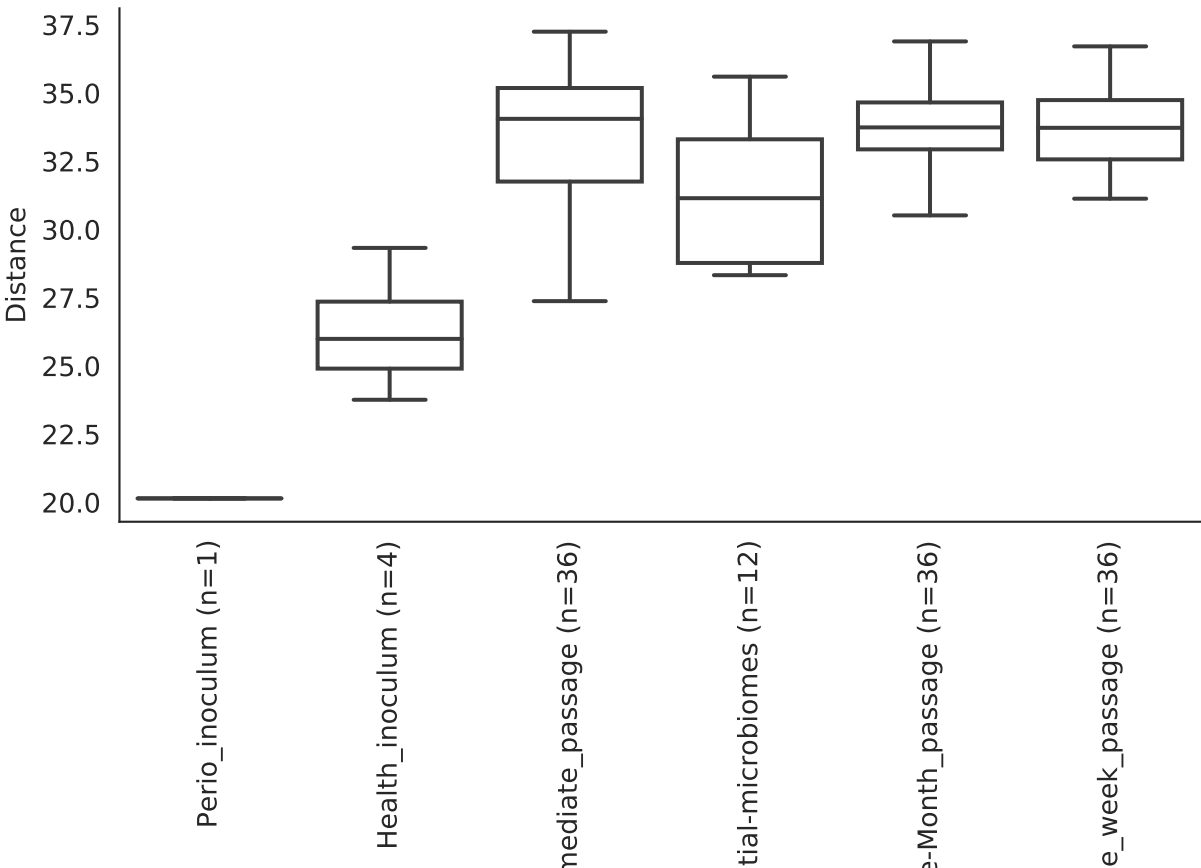 37.5
35.0
32.5
30.0
27.5
25.0
22.5
20.0
Distance
Perio_inoculum (n=1)
Health_inoculum (n=4)
mediate_passage (n=36)
tial-microbiomes (n=12)
e-Month_passage (n=36)
e_week_passage (n=36)